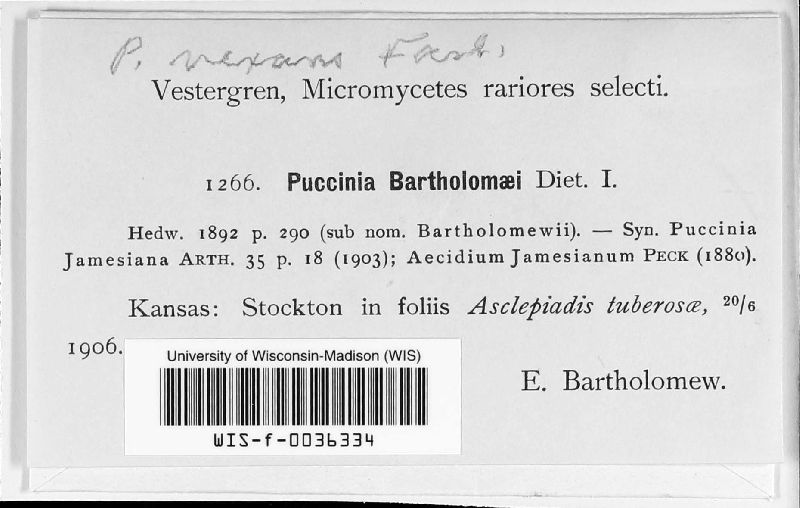 P. vexans Farl.
Vestergren, Micromycetes rariores selecti.
1266. Puccinia Bartholomæi Diet. I.
Hedw. 1892 p. 290 (sub nom. Bartholomewii). — Syn. Puccinia
Jamesiana ARTH. 35 p. 18 (1903); Aecidium Jamesianum PECK (1880).
Kansas: Stockton in foliis Asclepiadis tuberosæ, 20/6
1906.
University of Wisconsin-Madison (WIS)
WIS-f-0036334
E. Bartholomew.